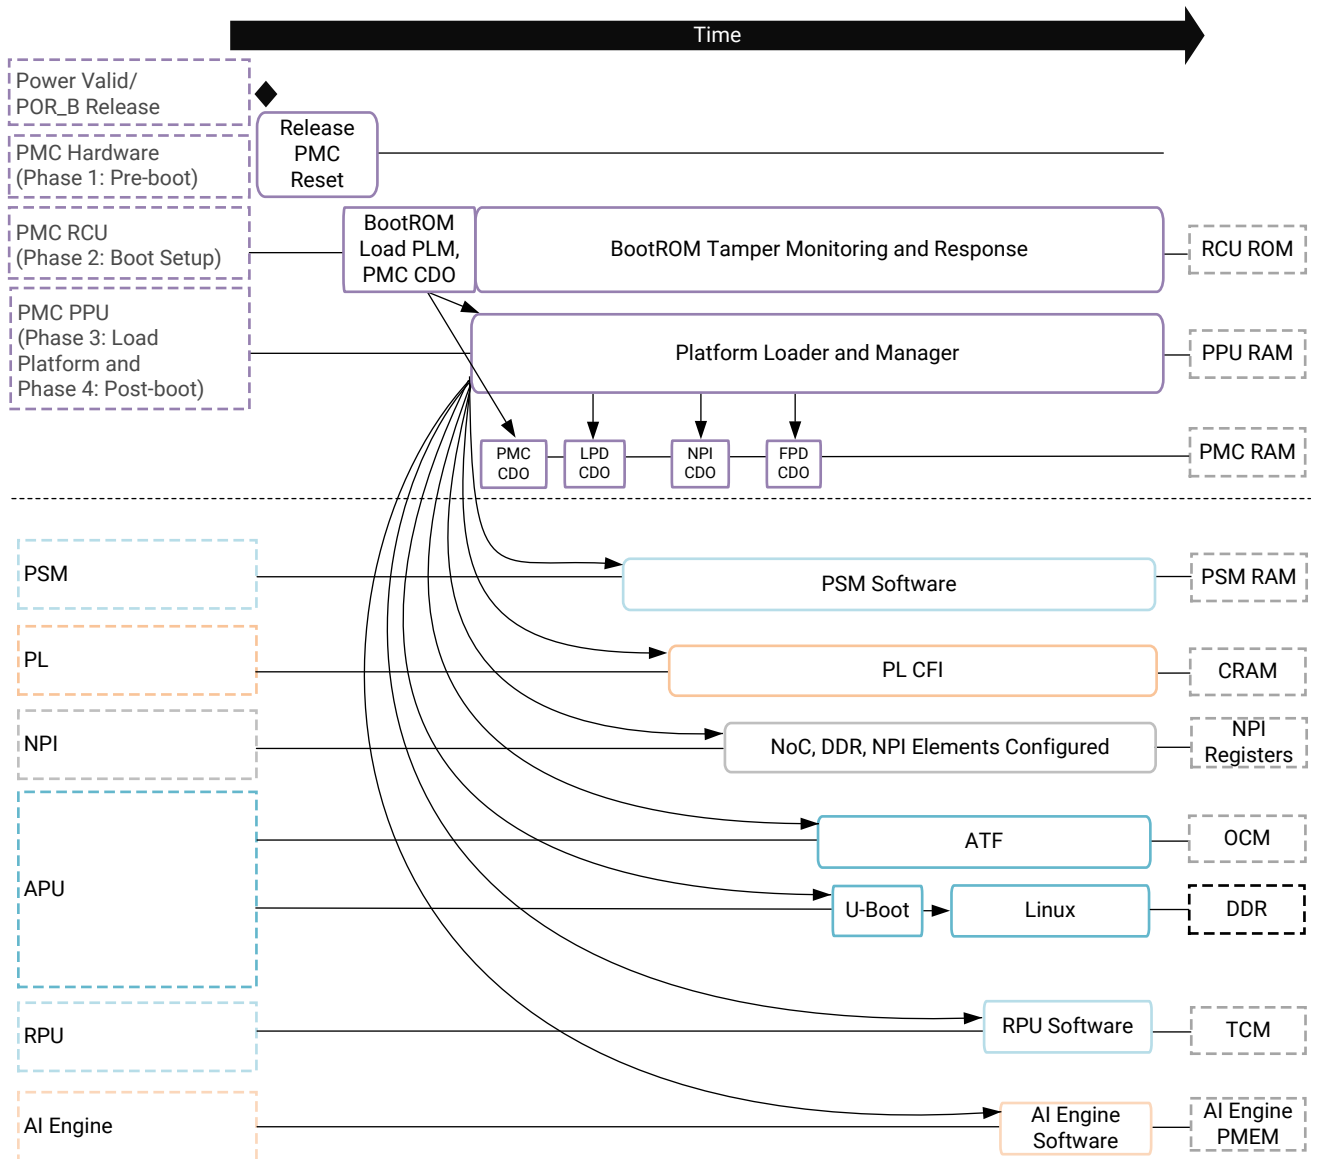 Time
Power Valid/
POR_B Release
Release
PMC
Reset
PMC Hardware
(Phase 1: Pre-boot)
PMC RCU
(Phase 2: Boot Setup)
BootROM
Load PLM,
PMC CDO
BootROM Tamper Monitoring and Response
RCU ROM
PMC PPU
(Phase 3: Load
Platform and
Phase 4: Post-boot)
Platform Loader and Manager
PPU RAM
PMC
CDO
LPD
CDO
NPI
CDO
FPD
CDO
PMC RAM
PSM
PSM Software
PSM RAM
PL
PL CFI
CRAM
NPI
NoC, DDR, NPI Elements Configured
NPI
Registers
APU
ATF
OCM
U-Boot
Linux
DDR
RPU
RPU Software
TCM
AI Engine
AI Engine
Software
AI Engine
PMEM